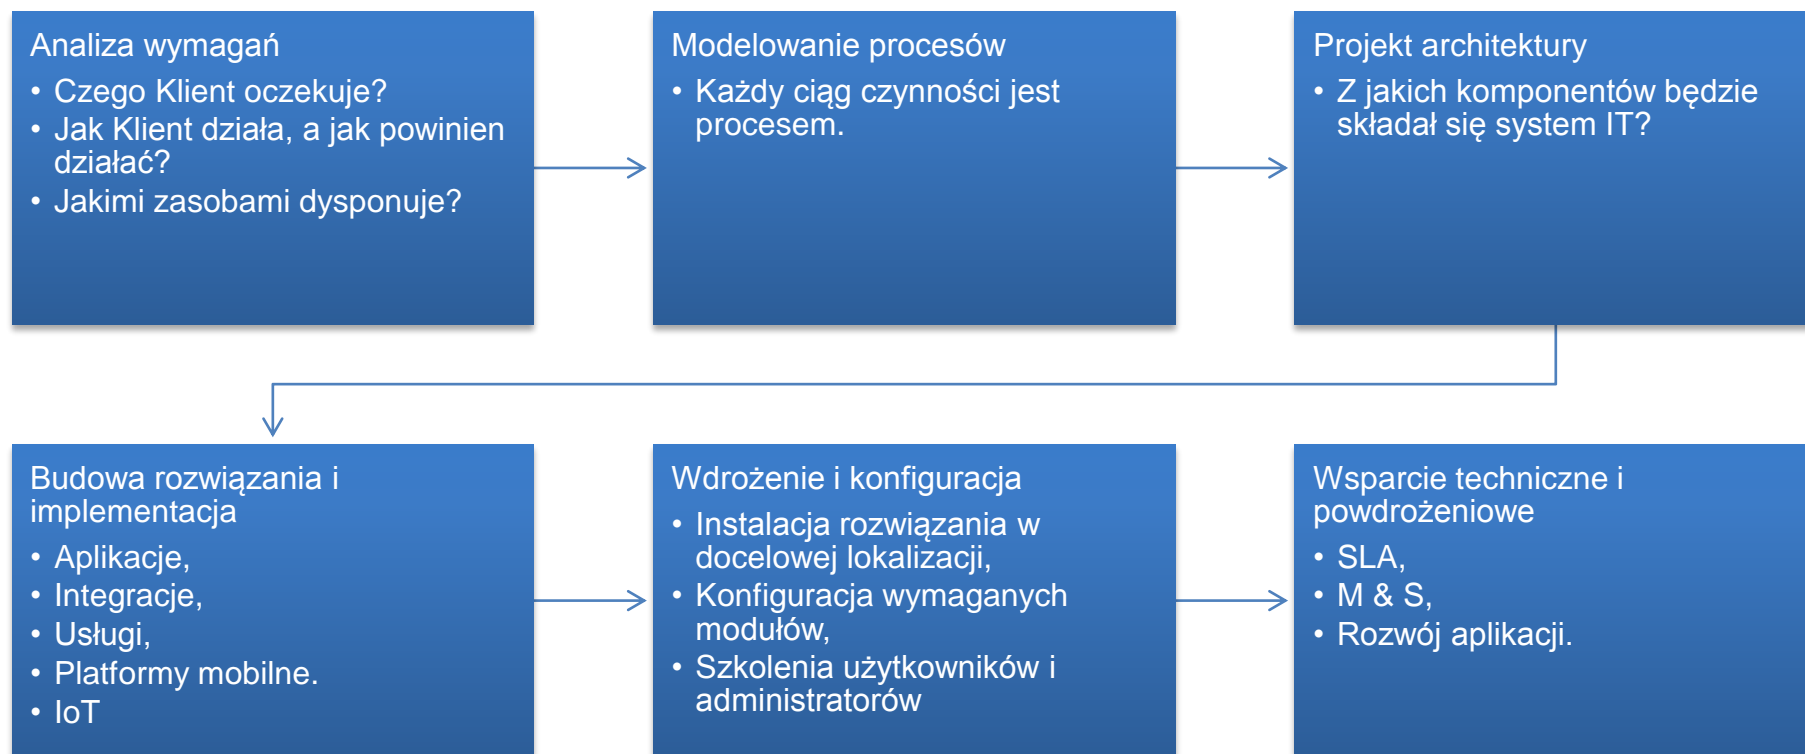 Analiza wymagań
• Czego Klient oczekuje?
• Jak Klient działa, a jak powinien
działać?
• Jakimi zasobami dysponuje?
Modelowanie procesów
• Każdy ciąg czynności jest
procesem.
Projekt architektury
• Z jakich komponentów będzie
składał się system IT?
Budowa rozwiązania i
implementacja
• Aplikacje,
• Integracje,
• Usługi,
• Platformy mobilne.
• IoT
Wdrożenie i konfiguracja
• Instalacja rozwiązania w
docelowej lokalizacji,
• Konfiguracja wymaganych
modułów,
• Szkolenia użytkowników i
administratorów
Wsparcie techniczne i
powdrożeniowe
• SLA,
• M & S,
• Rozwój aplikacji.